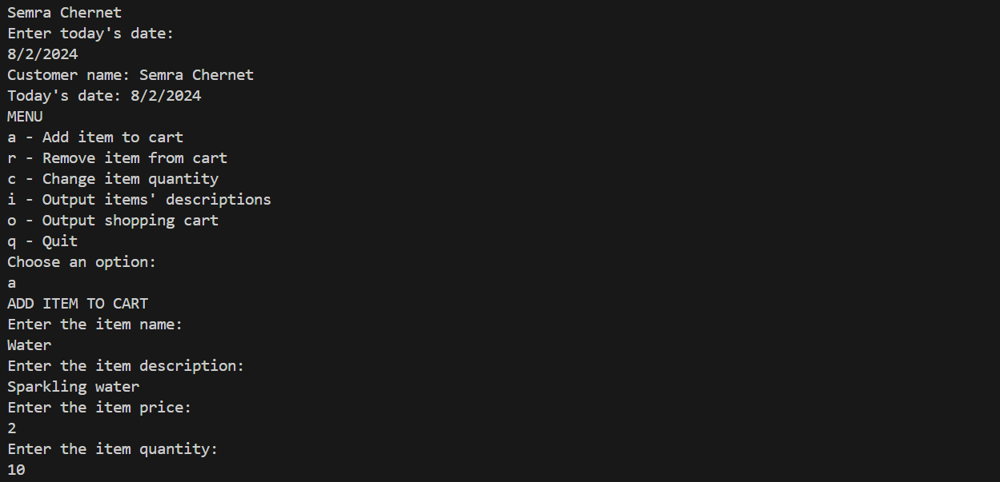 Semra Chernet
Enter today's date:
8/2/2024
Customer name: Semra Chernet
Today's date: 8/2/2024
MENU
a - Add item to cart
r - Remove item from cart
c - Change item quantity
i - Output items' descriptions
o - Output shopping cart
q - Quit
Choose an option:
a
ADD ITEM TO CART
Enter the item name:
Water
Enter the item description:
Sparkling water
Enter the item price:
2
Enter the item quantity:
10